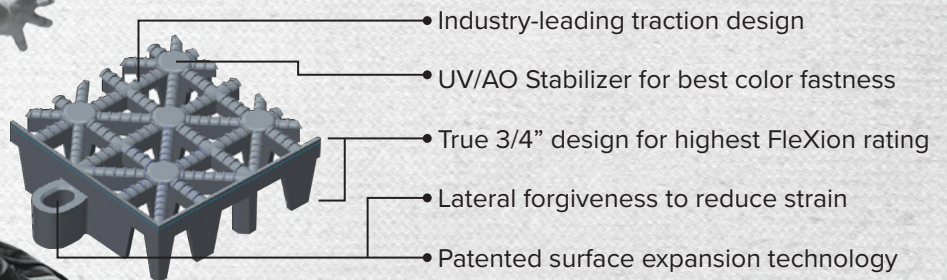 Industry-leading traction design
UV/AO Stabilizer for best color fastness
True 3/4” design for highest FleXion rating
Lateral forgiveness to reduce strain
Patented surface expansion technology